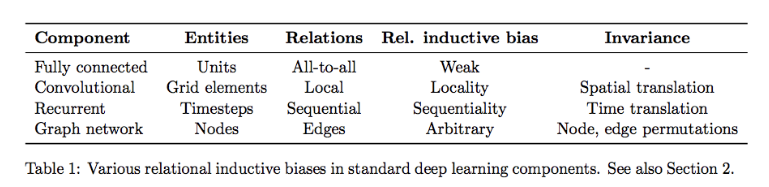 Component Entities Relations Rel. inductive bias Invariance
Fully connected Units All-to-all Weak -
Convolutional Grid elements Local Locality Spatial translation
Recurrent Timesteps Sequential Sequentiality Time translation
Graph network Nodes Edges Arbitrary Node, edge permutations
Table 1: Various relational inductive biases in standard deep learning components. See also Section 2.